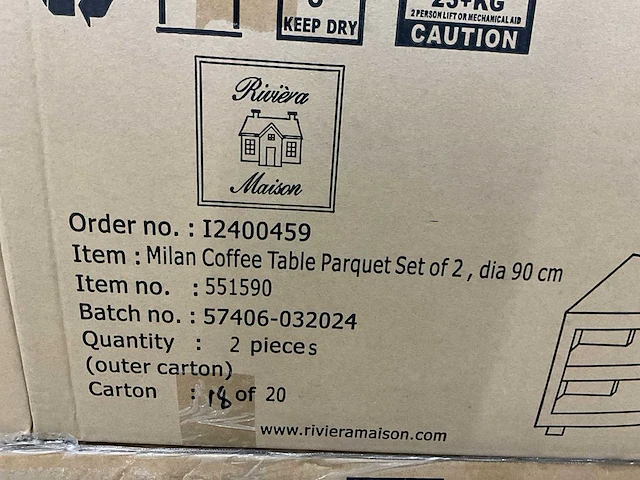 KEEP DRY
25+KG
2 PERSON LIFT OR MECHANICAL AID
CAUTION
Rivièra
Maison
Order no. : I2400459
Item : Milan Coffee Table Parquet Set of 2 , dia 90 cm
Item no. : 551590
Batch no. : 57406-032024
Quantity : 2 pieces
(outer carton)
Carton : 18 of 20
www.rivieramaison.com